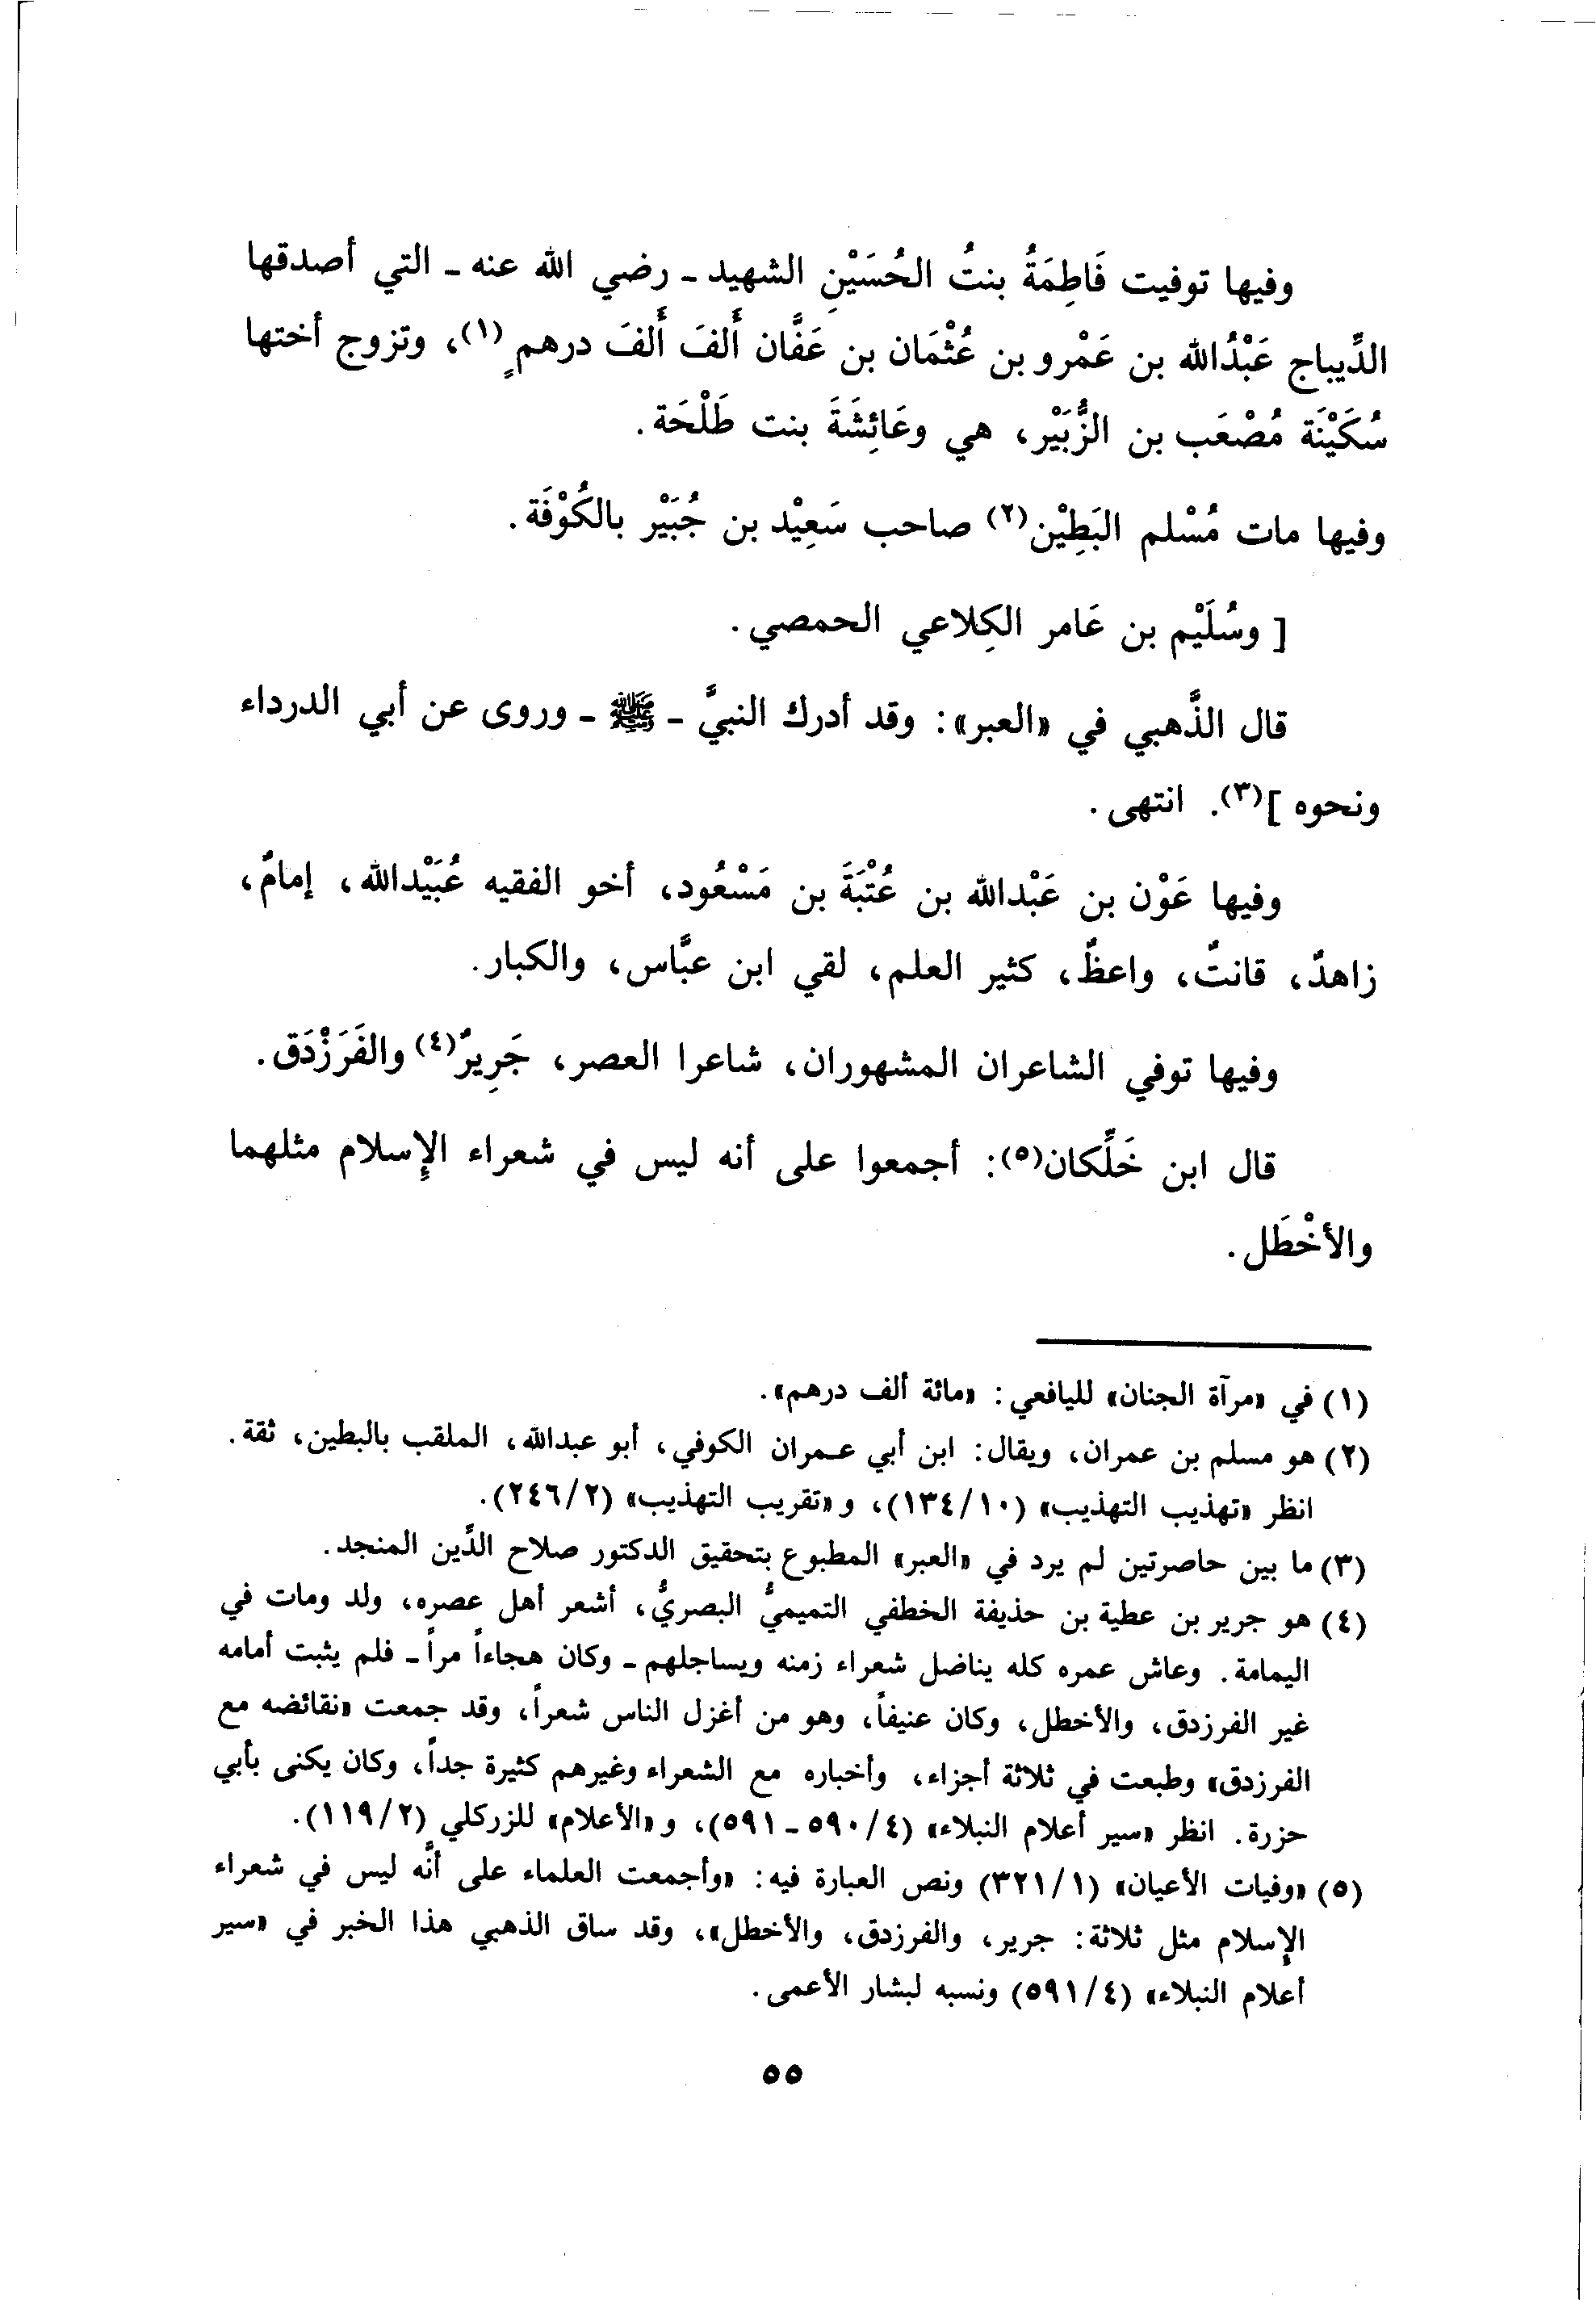 وفيها توفيت فَاطِمَةُ بنتُ الحُسَيْنِ الشهيد ـ رضي الله عنه ـ التي أصدقها
الدِّيباج عَبْدُالله بن عَمْرو بن عُثْمَان بن عَفَّان أَلفَ أَلفَ درهمٍ (١)، وتزوج أختها
سُكَيْنَة مُصْعَب بن الزُّبَيْر، هي وعَائِشَةَ بنت طَلْحَة.
وفيها مات مُسْلم البَطِيْن(٢) صاحب سَعِيْد بن جُبَيْر بالكُوْفَة.
[ وسُلَيْم بن عَامر الكِلاعي الحمصي.
قال الذَّهبي في «العبر»: وقد أدرك النبيَّ ـ ﷺ ـ وروى عن أبي الدرداء
ونحوه ](٣). انتهى.
وفيها عَوْن بن عَبْدالله بن عُتْبَةَ بن مَسْعُود، أخو الفقيه عُبَيْدالله، إمامٌ،
زاهدٌ، قانتٌ، واعظٌ، كثير العلم، لقي ابن عبَّاس، والكبار.
وفيها توفي الشاعران المشهوران، شاعرا العصر، جَرِيرٌ(٤) والفَرَزْدَق.
قال ابن خَلِّكان(٥): أجمعوا على أنه ليس في شعراء الإسلام مثلهما
والأخْطَل.
(١) في «مرآة الجنان» لليافعي: «مائة ألف درهم».
(٢) هو مسلم بن عمران، ويقال: ابن أبي عـمران الكوفي، أبو عبدالله، الملقب بالبطين، ثقة.
انظر «تهذيب التهذيب» (١٣٤/١٠)، و«تقريب التهذيب» (٢٤٦/٢).
(٣) ما بين حاصرتين لم يرد في «العبر» المطبوع بتحقيق الدكتور صلاح الدِّين المنجد.
(٤) هو جرير بن عطية بن حذيفة الخطفي التميميُّ البصريُّ، أشعر أهل عصره، ولد ومات في
اليمامة. وعاش عمره كله يناضل شعراء زمنه ويساجلهم ـ وكان هجاءاً مراً ـ فلم يثبت أمامه
غير الفرزدق، والأخطل، وكان عنيفاً، وهو من أغزل الناس شعراً، وقد جمعت «نقائضه مع
الفرزدق» وطبعت في ثلاثة أجزاء، وأخباره مع الشعراء وغيرهم كثيرة جداً، وكان يكنى بأبي
حزرة. انظر «سير أعلام النبلاء» (٥٩٠/٤ ـ ٥٩١)، و«الأعلام» للزركلي (١١٩/٢).
(٥) «وفيات الأعيان» (٣٢١/١) ونص العبارة فيه: «وأجمعت العلماء على أنَّه ليس في شعراء
الإسلام مثل ثلاثة: جرير، والفرزدق، والأخطل»، وقد ساق الذهبي هذا الخبر في «سير
أعلام النبلاء» (٥٩١/٤) ونسبه لبشار الأعمى.
٥٥